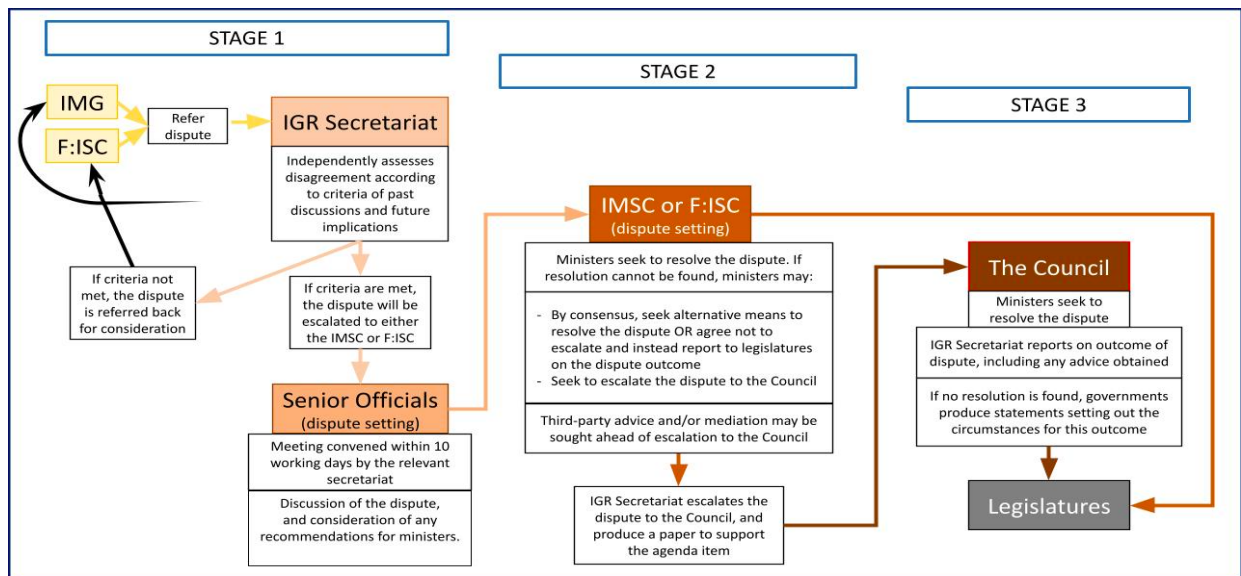 STAGE 1
IMG
F:ISC
Refer
dispute
IGR Secretariat
Independently assesses
disagreement according
to criteria of past
discussions and future
implications
If criteria not
met, the dispute
is referred back
for consideration
If criteria are met,
the dispute will be
escalated to either
the IMSC or F:ISC
Senior Officials
(dispute setting)
Meeting convened within 10
working days by the relevant
secretariat
Discussion of the dispute,
and consideration of any
recommendations for ministers.
STAGE 2
IMSC or F:ISC
(dispute setting)
Ministers seek to resolve the dispute. If
resolution cannot be found, ministers may:
- By consensus, seek alternative means to
resolve the dispute OR agree not to
escalate and instead report to legislatures
on the dispute outcome
- Seek to escalate the dispute to the Council
Third-party advice and/or mediation may be
sought ahead of escalation to the Council
IGR Secretariat escalates the
dispute to the Council, and
produce a paper to support
the agenda item
STAGE 3
The Council
Ministers seek to
resolve the dispute
IGR Secretariat reports on outcome of
dispute, including any advice obtained
If no resolution is found, governments
produce statements setting out the
circumstances for this outcome
Legislatures